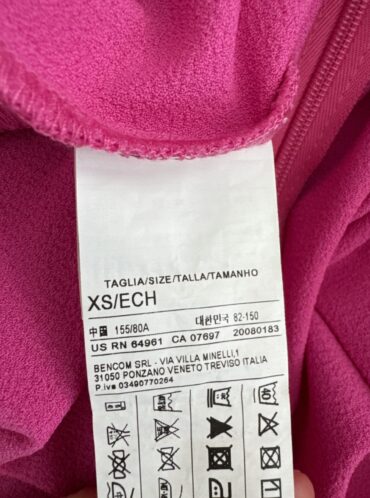 TAGLIA/SIZE/TALLA/TAMANHO
XS/ECH
中国 155/80A 대한민국 82-150
US RN 64961 CA 07697 20080183
BENCOM SRL - VIA VILLA MINELLI,1
31050 PONZANO VENETO TREVISO ITALIA
P.iva 03490770264